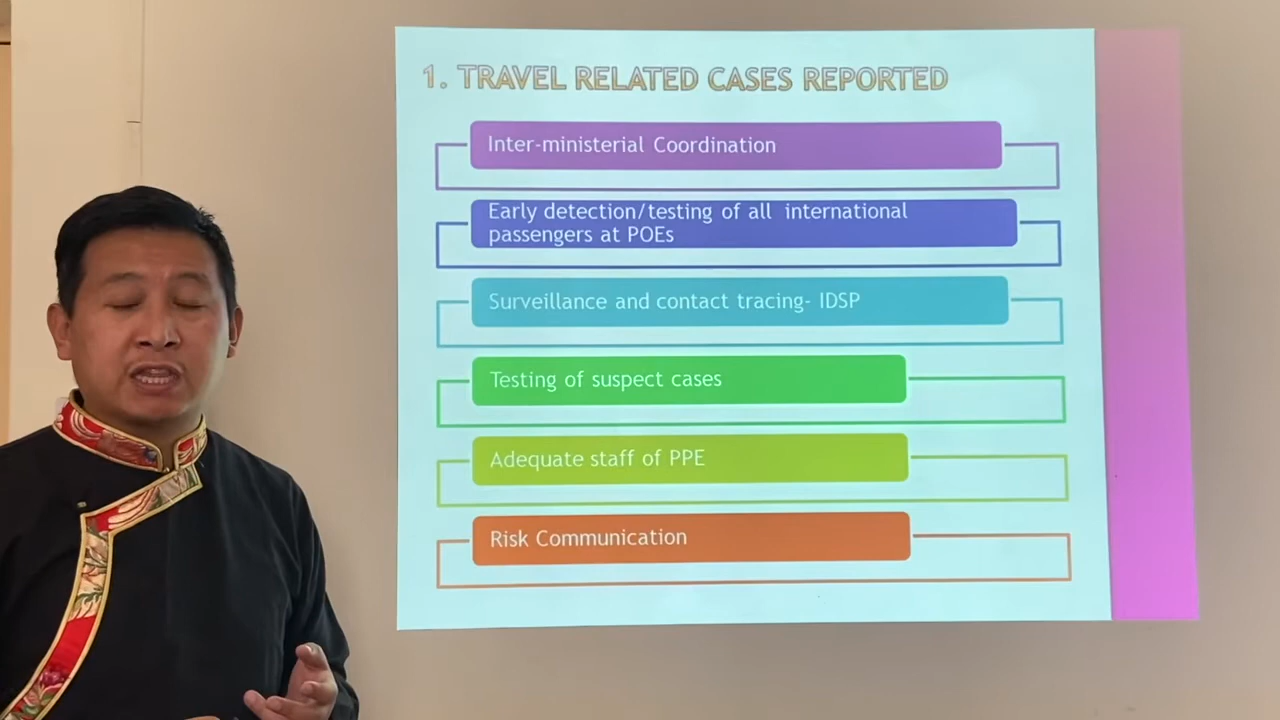 1. TRAVEL RELATED CASES REPORTED
Inter-ministerial Coordination
Early detection/testing of all international
passengers at POEs
Surveillance and contact tracing- IDSP
Testing of suspect cases
Adequate staff of PPE
Risk Communication